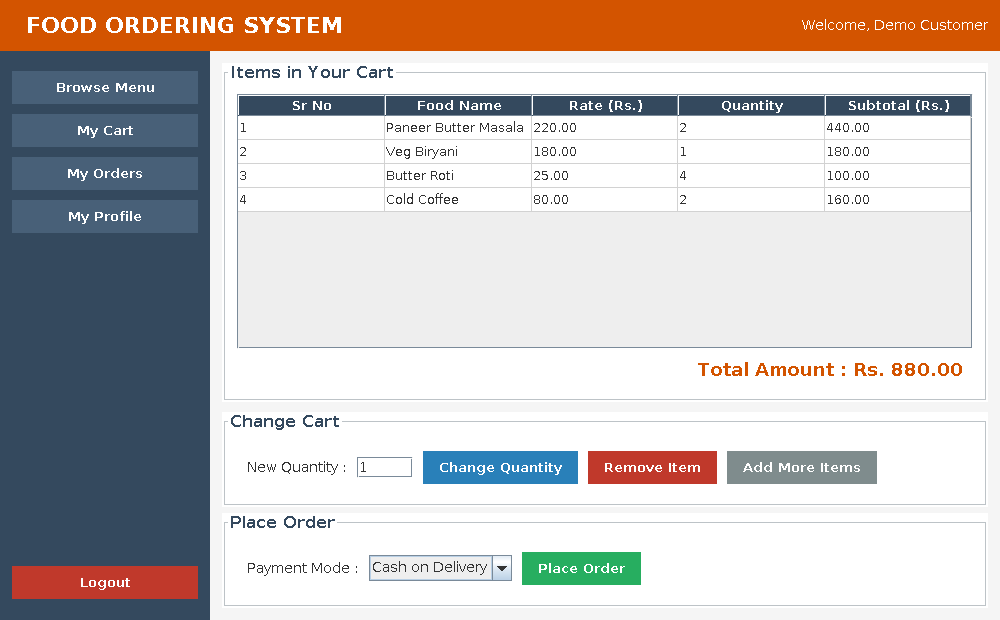 FOOD ORDERING SYSTEM
Welcome, Demo Customer
Browse Menu
My Cart
My Orders
My Profile
Logout
Items in Your Cart
Sr No Food Name Rate (Rs.) Quantity Subtotal (Rs.)
1 Paneer Butter Masala 220.00 2 440.00
2 Veg Biryani 180.00 1 180.00
3 Butter Roti 25.00 4 100.00
4 Cold Coffee 80.00 2 160.00
Total Amount : Rs. 880.00
Change Cart
New Quantity : 1 Change Quantity Remove Item Add More Items
Place Order
Payment Mode : Cash on Delivery Place Order